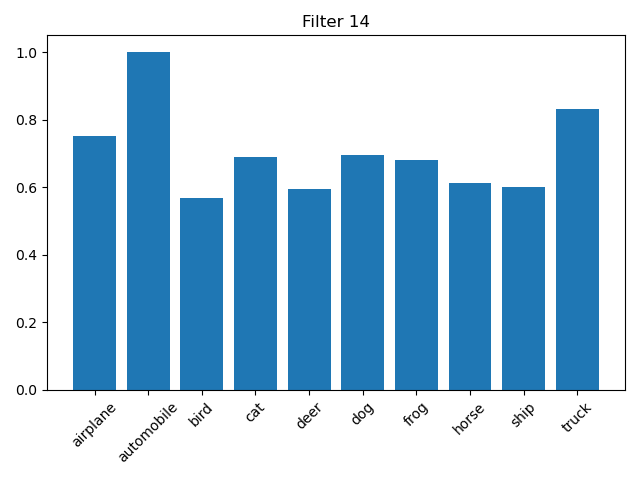 Filter 14
1.0
0.8
0.6
0.4
0.2
0.0
airplane
automobile
bird
cat
deer
dog
frog
horse
ship
truck